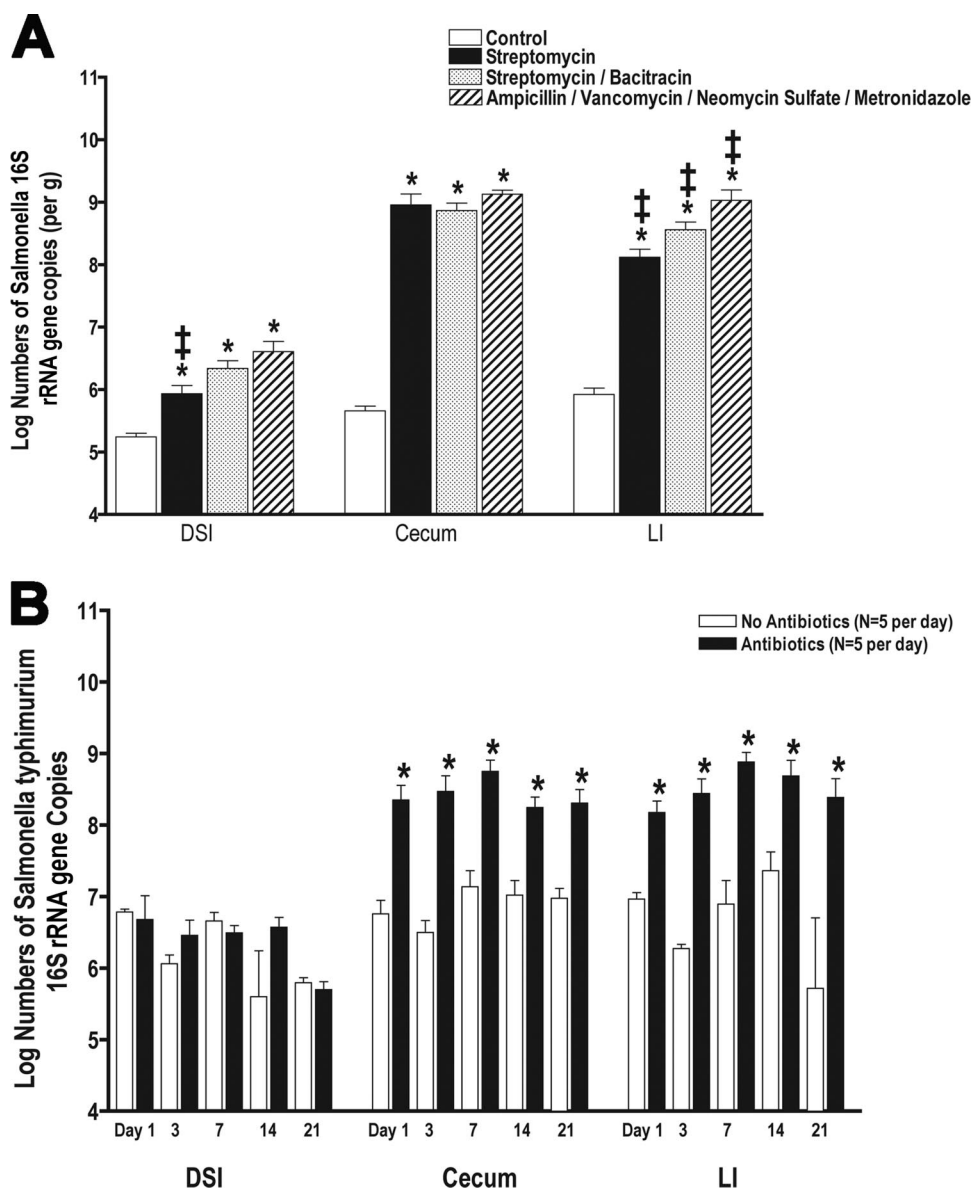 A
Control
Streptomycin
Streptomycin / Bacitracin
Ampicillin / Vancomycin / Neomycin Sulfate / Metronidazole
Log Numbers of Salmonella 16S
rRNA gene copies (per g)
11
10
9
8
7
6
5
4
‡
*
*
*
*
*
*
‡
*
‡
*
‡
*
DSI Cecum LI
B
No Antibiotics (N=5 per day)
Antibiotics (N=5 per day)
Log Numbers of Salmonella typhimurium
16S rRNA gene Copies
11
10
9
8
7
6
5
4
* * * * *
* * * * *
Day 1 3 7 14 21 Day 1 3 7 14 21 Day 1 3 7 14 21
DSI Cecum LI